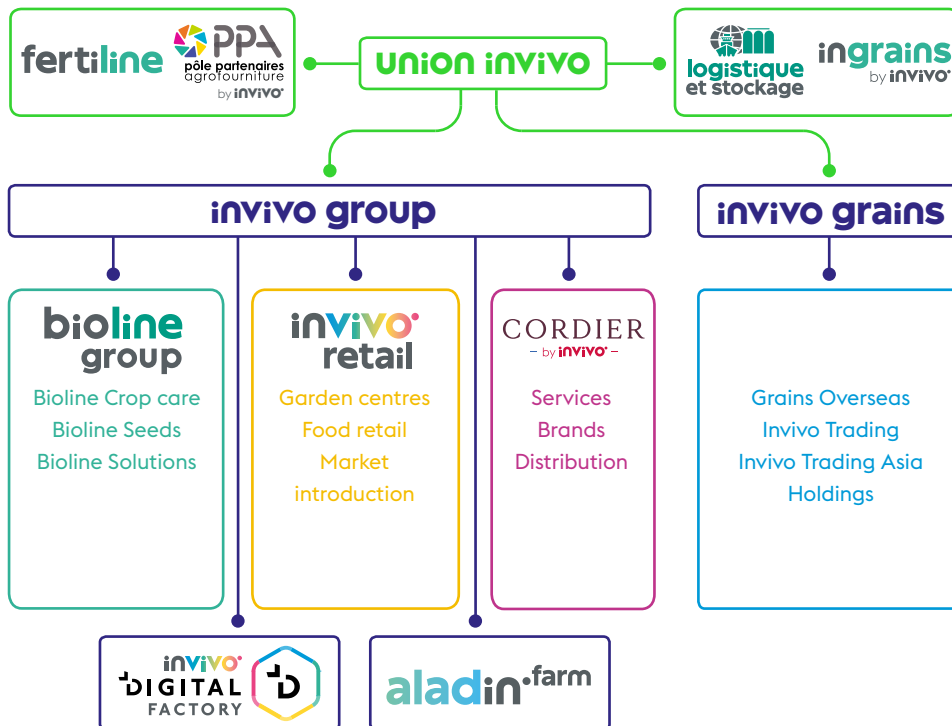 fertiline
PPA
pôle partenaires
agrofourniture
by invivo
union invivo
logistique
et stockage
ingrains
by invivo
invivo group
invivo grains
bioline
group
Bioline Crop care
Bioline Seeds
Bioline Solutions
invivo
retail
Garden centres
Food retail
Market
introduction
CORDIER
– by invivo –
Services
Brands
Distribution
Grains Overseas
Invivo Trading
Invivo Trading Asia
Holdings
invivo
DIGITAL
FACTORY
D
aladin.farm